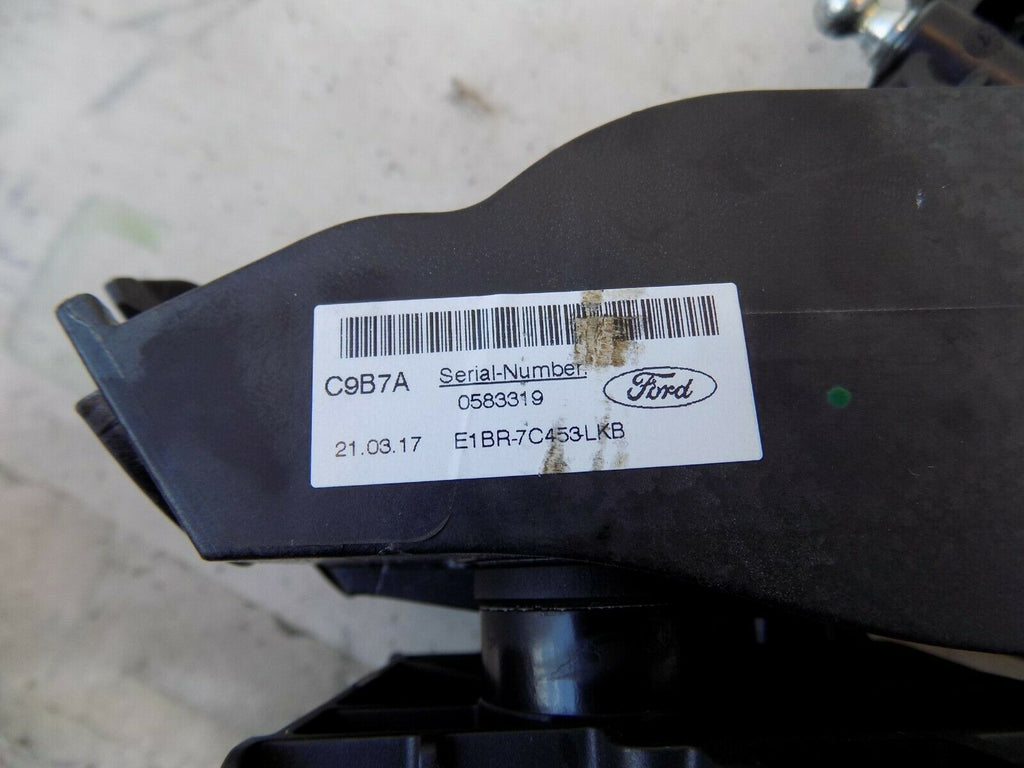 C9B7A
Serial-Number:
0583319
Ford
21.03.17 E1BR-7C453-LKB